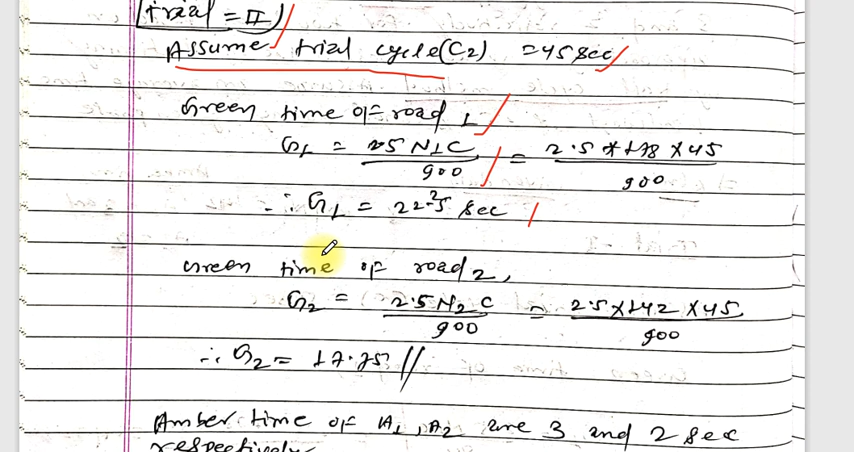 trial = II
Assume trial cycle (C2) = 45 sec
Green time of road 1
G1 = 2.5 N1 C / 900 = 2.5 * 178 * 45 / 900
∴ G1 = 22.25 sec
Green time of road 2,
G2 = 2.5 N2 C / 900 = 2.5 * 142 * 45 / 900
∴ G2 = 17.75 //
Amber time of A1, A2 are 3 and 2 sec
respectively